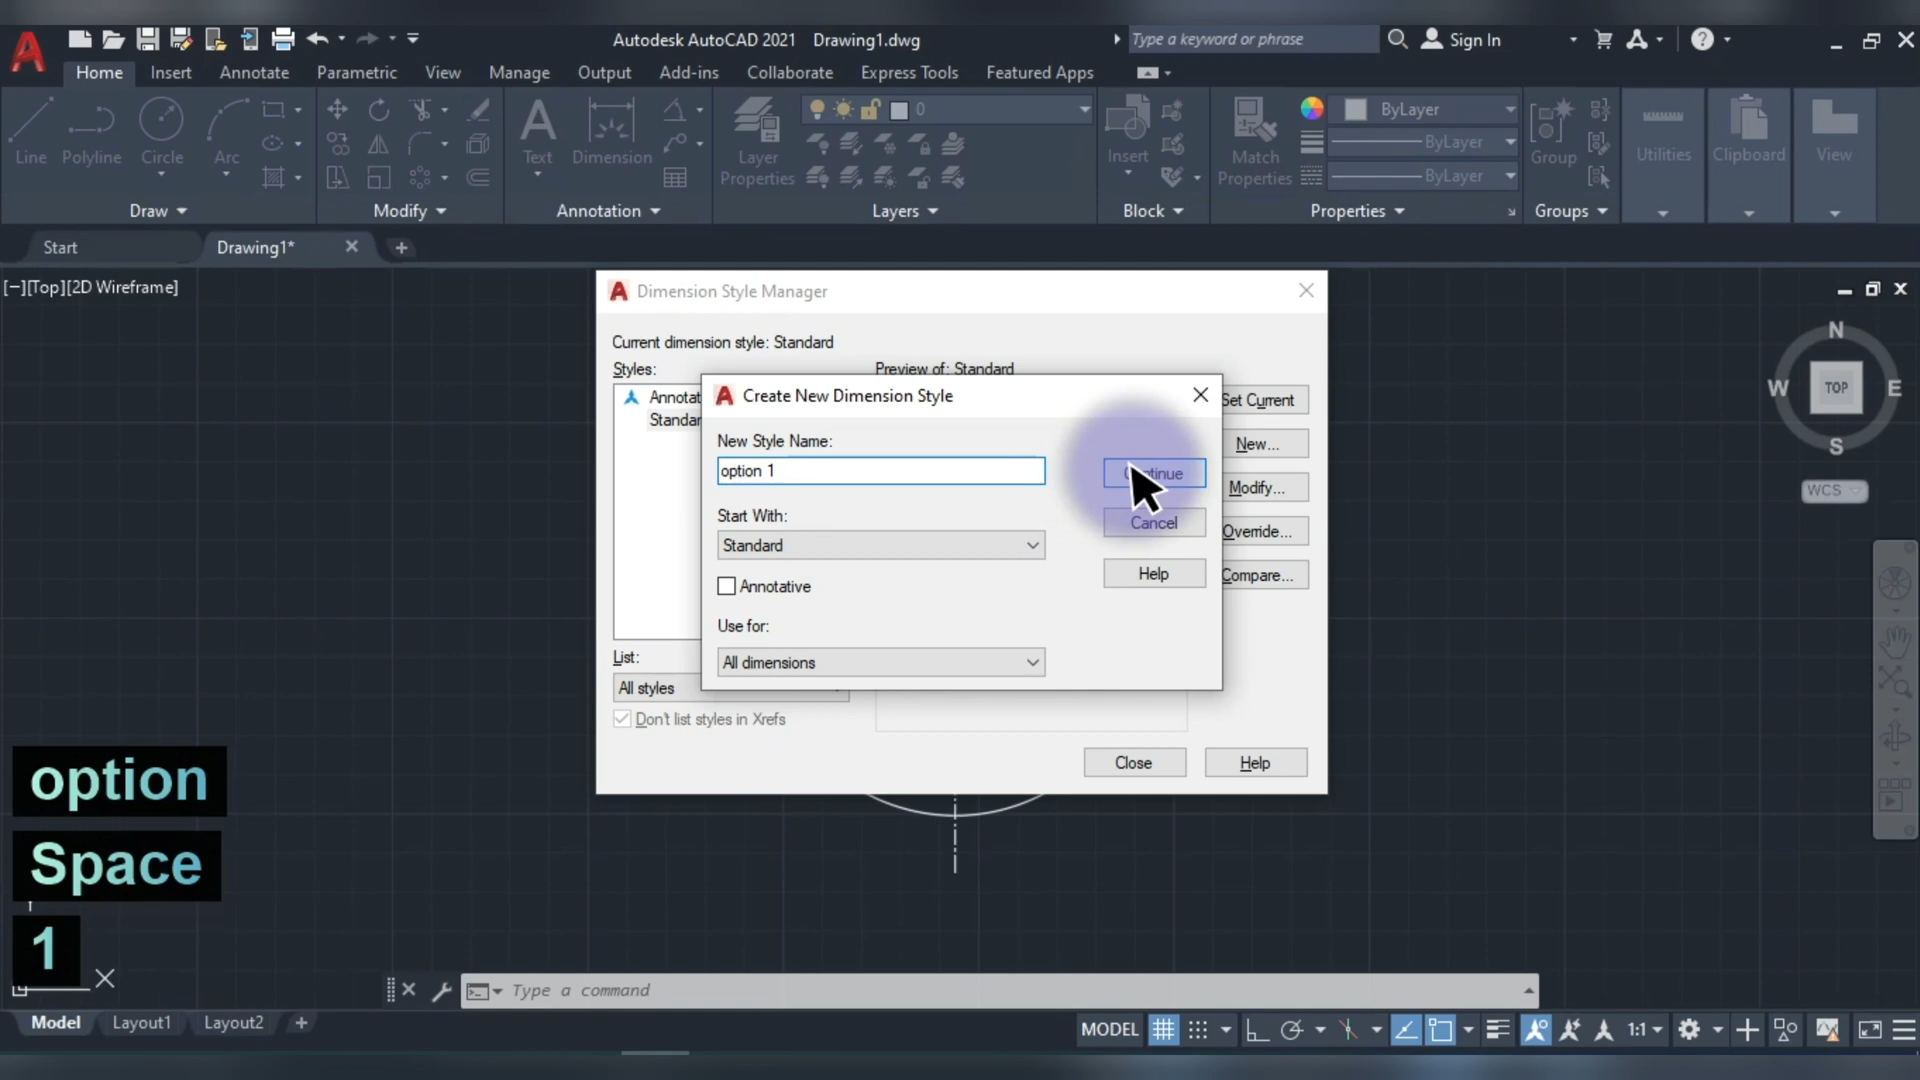 Autodesk AutoCAD 2021 Drawing1.dwg
Type a keyword or phrase
Sign In
Home
Insert
Annotate
Parametric
View
Manage
Output
Add-ins
Collaborate
Express Tools
Featured Apps
Line
Polyline
Circle
Arc
Text
Dimension
Layer
Properties
0
Insert
Match
Properties
ByLayer
ByLayer
ByLayer
Group
Utilities
Clipboard
View
Draw
Modify
Annotation
Layers
Block
Properties
Groups
Start
Drawing1*
[−][Top][2D Wireframe]
Dimension Style Manager
Current dimension style: Standard
Styles:
Preview of: Standard
Annotat
Standar
Create New Dimension Style
New Style Name:
option 1
Start With:
Standard
Annotative
Use for:
All dimensions
Cancel
Help
Set Current
New...
Modify...
Override...
Compare...
List:
All styles
Don't list styles in Xrefs
Close
Help
N
W
TOP
E
S
WCS
option
Space
1
Type a command
Model
Layout1
Layout2
MODEL
1:1